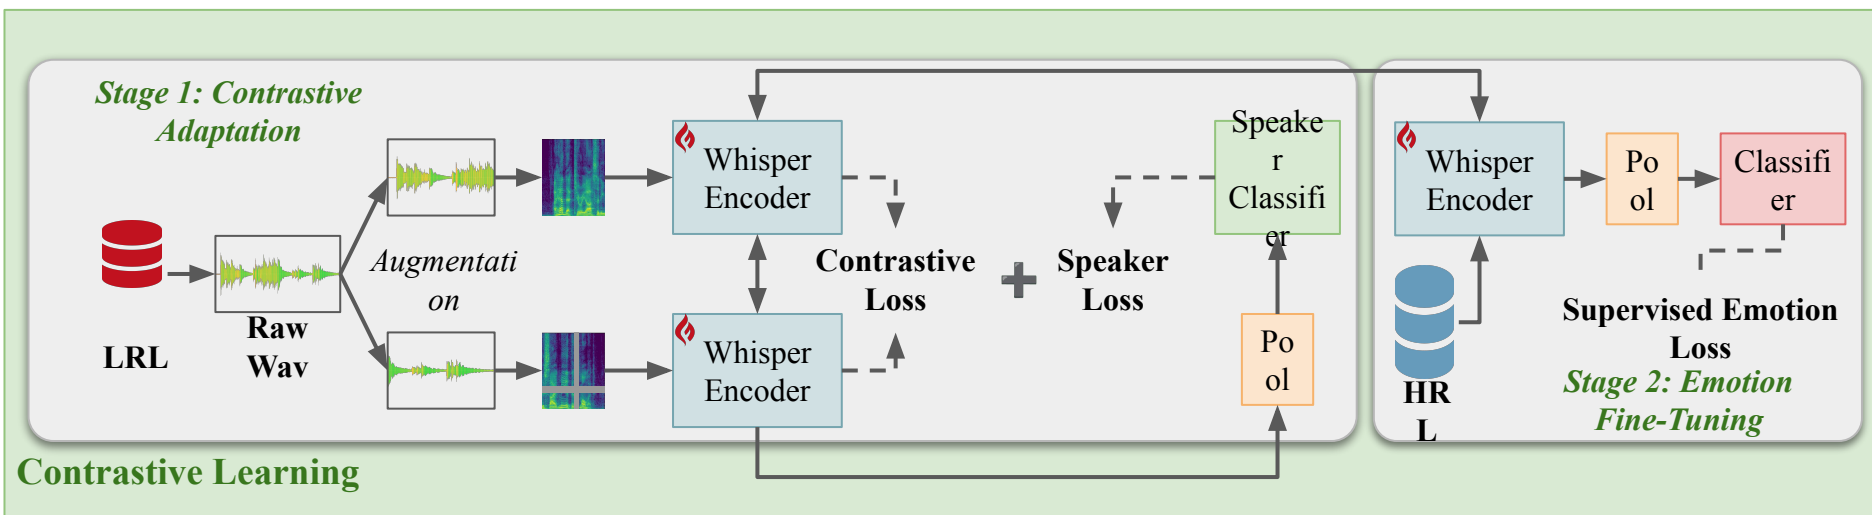 Stage 1: Contrastive
Adaptation
LRL
Raw
Wav
Augmentati
on
Whisper
Encoder
Whisper
Encoder
Contrastive
Loss
Speaker
Loss
Speake
r
Classifi
er
Po
ol
Whisper
Encoder
Po
ol
Classifi
er
HR
L
Supervised Emotion
Loss
Stage 2: Emotion
Fine-Tuning
Contrastive Learning